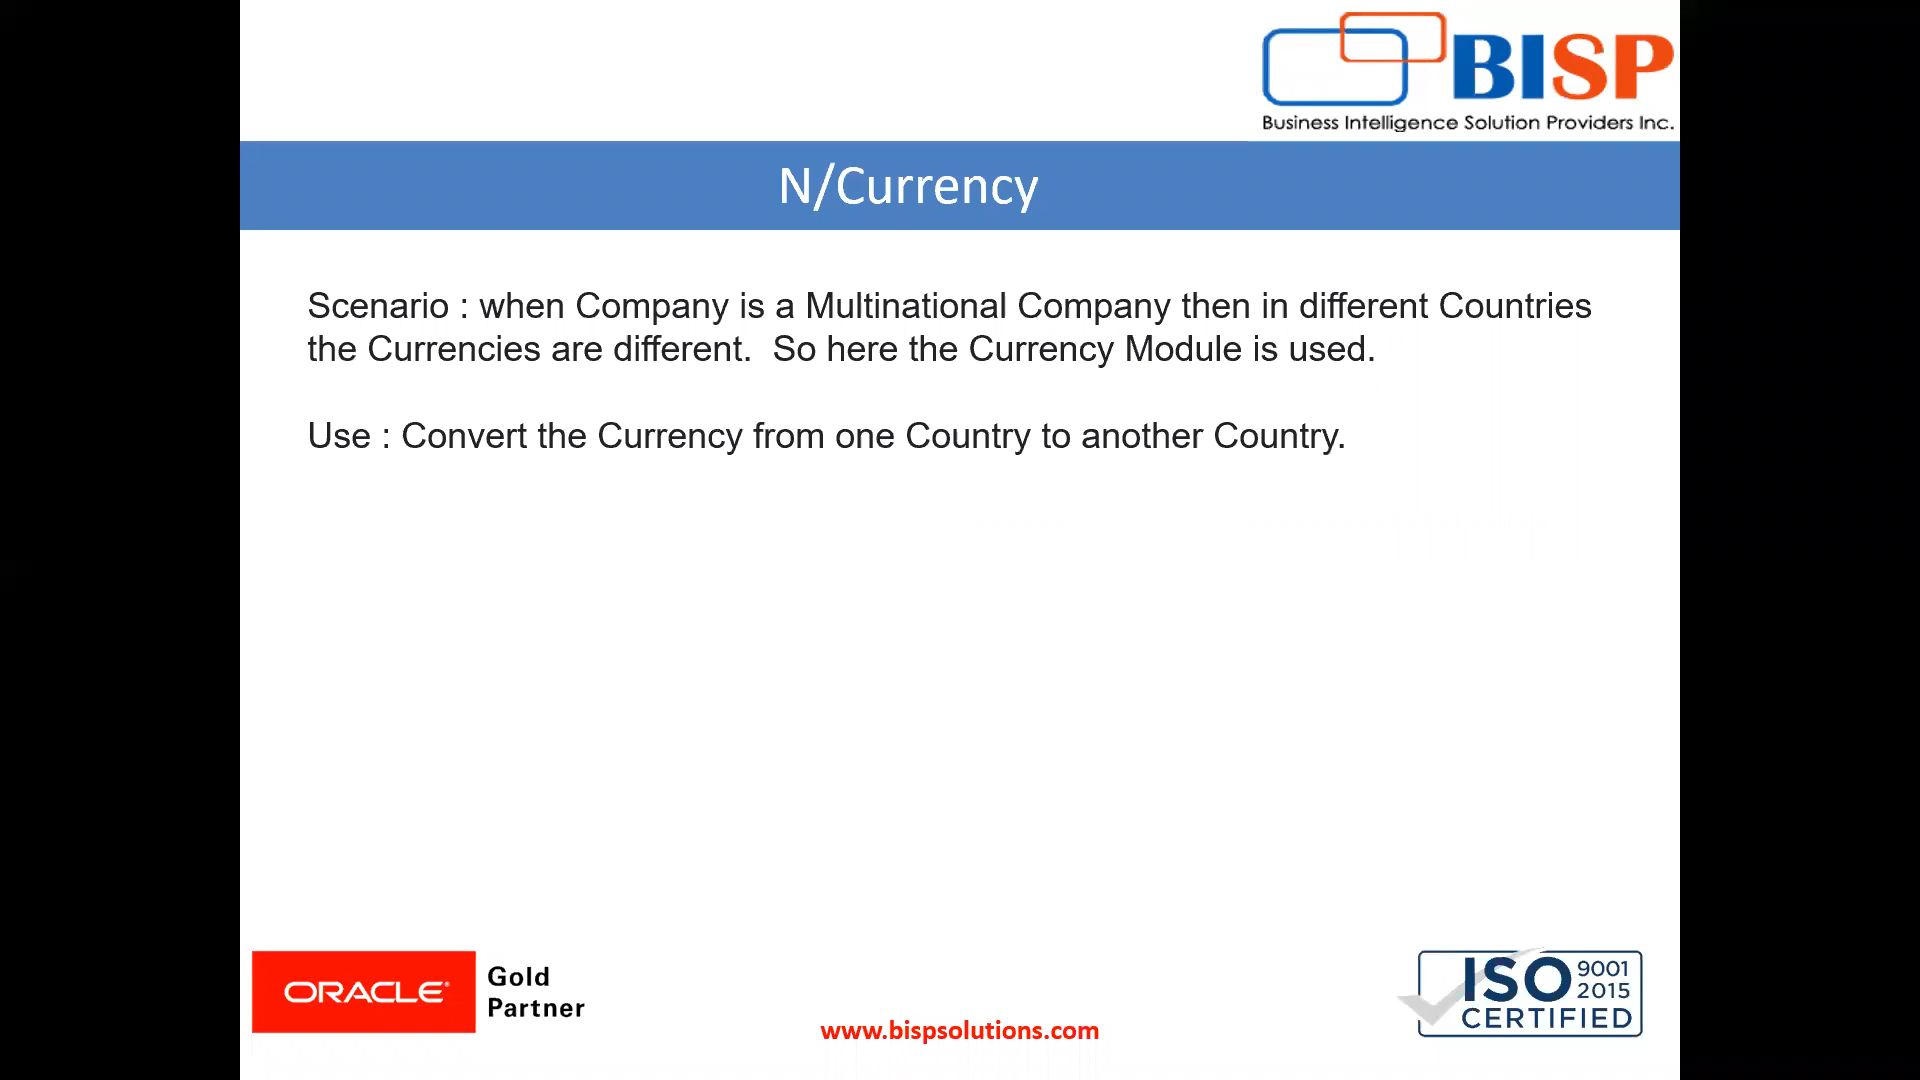 BISP
Business Intelligence Solution Providers Inc.
N/Currency
Scenario : when Company is a Multinational Company then in different Countries
the Currencies are different.  So here the Currency Module is used.
Use : Convert the Currency from one Country to another Country.
ORACLE®
Gold
Partner
www.bispsolutions.com
ISO 9001
2015
CERTIFIED